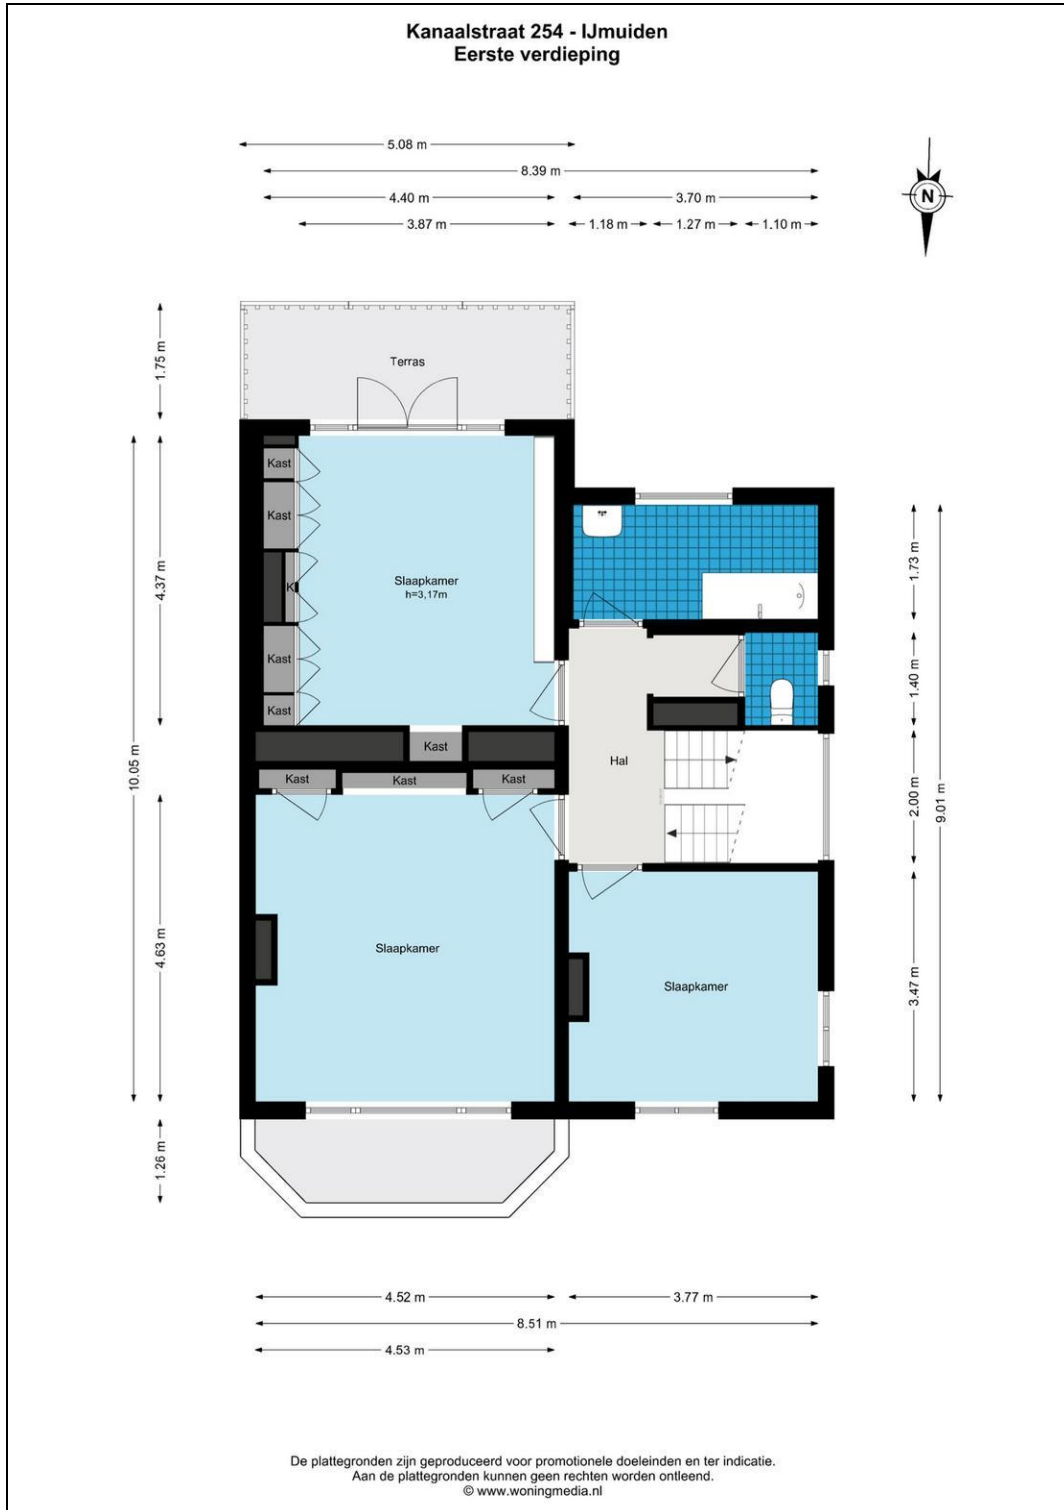 Kanaalstraat 254 - IJmuiden
Eerste verdieping
5.08 m
8.39 m
4.40 m
3.70 m
3.87 m
1.18 m
1.27 m
1.10 m
N
1.75 m
Terras
Kast
Kast
K
Kast
Kast
Slaapkamer
h=3,17m
4.37 m
1.73 m
1.40 m
10.05 m
Kast
Hal
Kast
Kast
Kast
2.00 m
9.01 m
4.63 m
Slaapkamer
Slaapkamer
3.47 m
1.26 m
4.52 m
3.77 m
8.51 m
4.53 m
De plattegronden zijn geproduceerd voor promotionele doeleinden en ter indicatie.
Aan de plattegronden kunnen geen rechten worden ontleend.
© www.woningmedia.nl